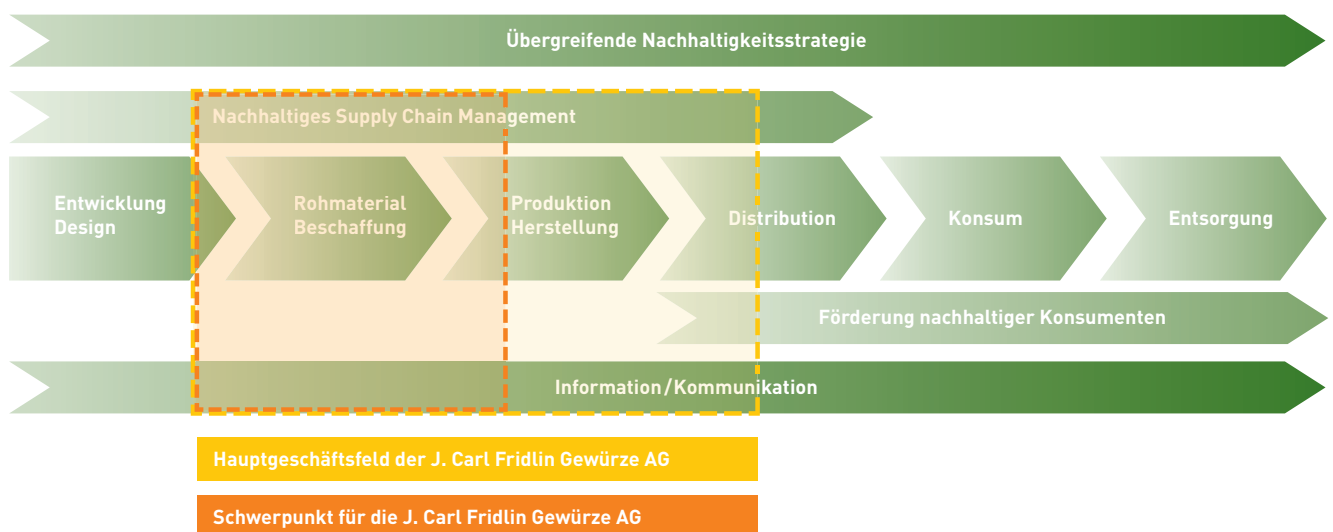 Übergreifende Nachhaltigkeitsstrategie
Nachhaltiges Supply Chain Management
Entwicklung
Design
Rohmaterial
Beschaffung
Produktion
Herstellung
Distribution
Konsum
Entsorgung
Förderung nachhaltiger Konsumenten
Information/Kommunikation
Hauptgeschäftsfeld der J. Carl Fridlin Gewürze AG
Schwerpunkt für die J. Carl Fridlin Gewürze AG